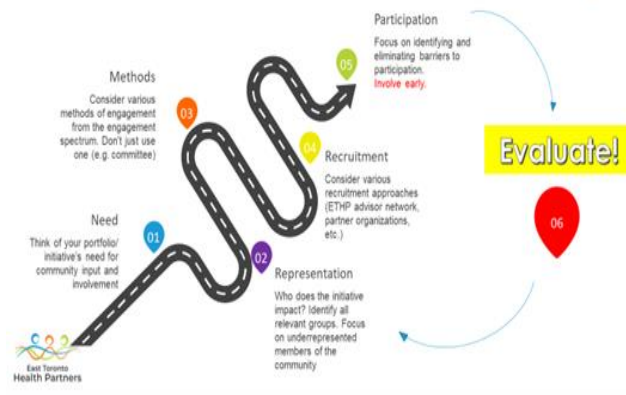 Participation
Focus on identifying and
eliminating barriers to
participation.
Involve early.
05
Methods
Consider various
methods of engagement
from the engagement
spectrum. Don't just use
one (e.g. committee)
03
04
Recruitment
Consider various
recruitment approaches
(ETHP advisor network,
partner organizations,
etc.)
Evaluate!
06
Need
Think of your portfolio/
initiative's need for
community input and
involvement
01
02
Representation
Who does the initiative
impact? Identify all
relevant groups. Focus
on underrepresented
members of the
community
East Toronto
Health Partners